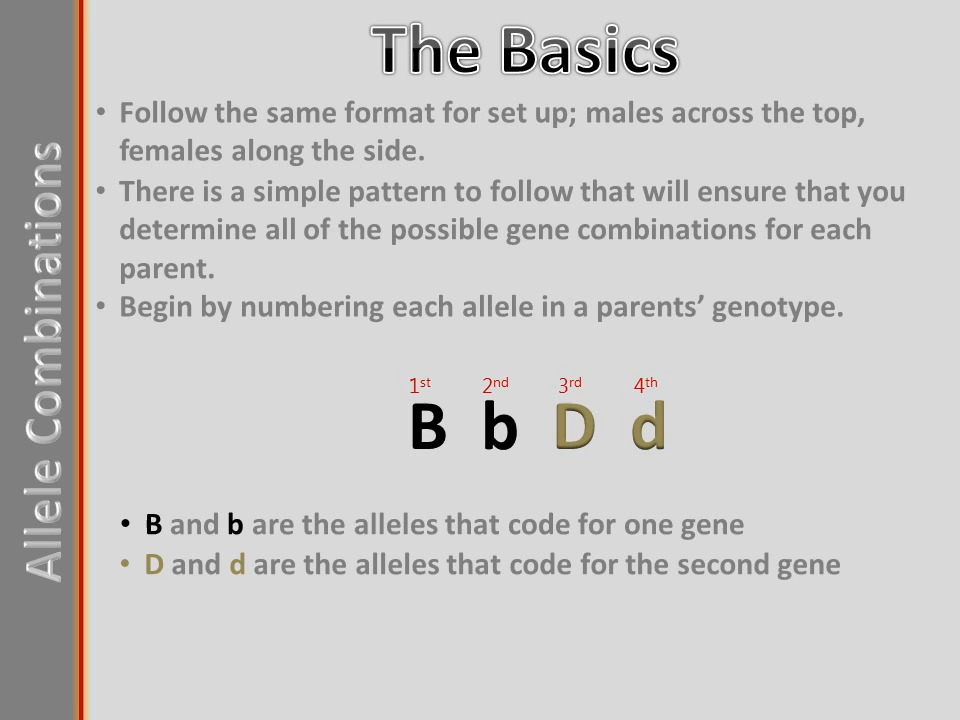 The Basics
• Follow the same format for set up; males across the top,
females along the side.
• There is a simple pattern to follow that will ensure that you
determine all of the possible gene combinations for each
parent.
• Begin by numbering each allele in a parents’ genotype.
1st 2nd 3rd 4th
B b D d
• B and b are the alleles that code for one gene
• D and d are the alleles that code for the second gene
Allele Combinations